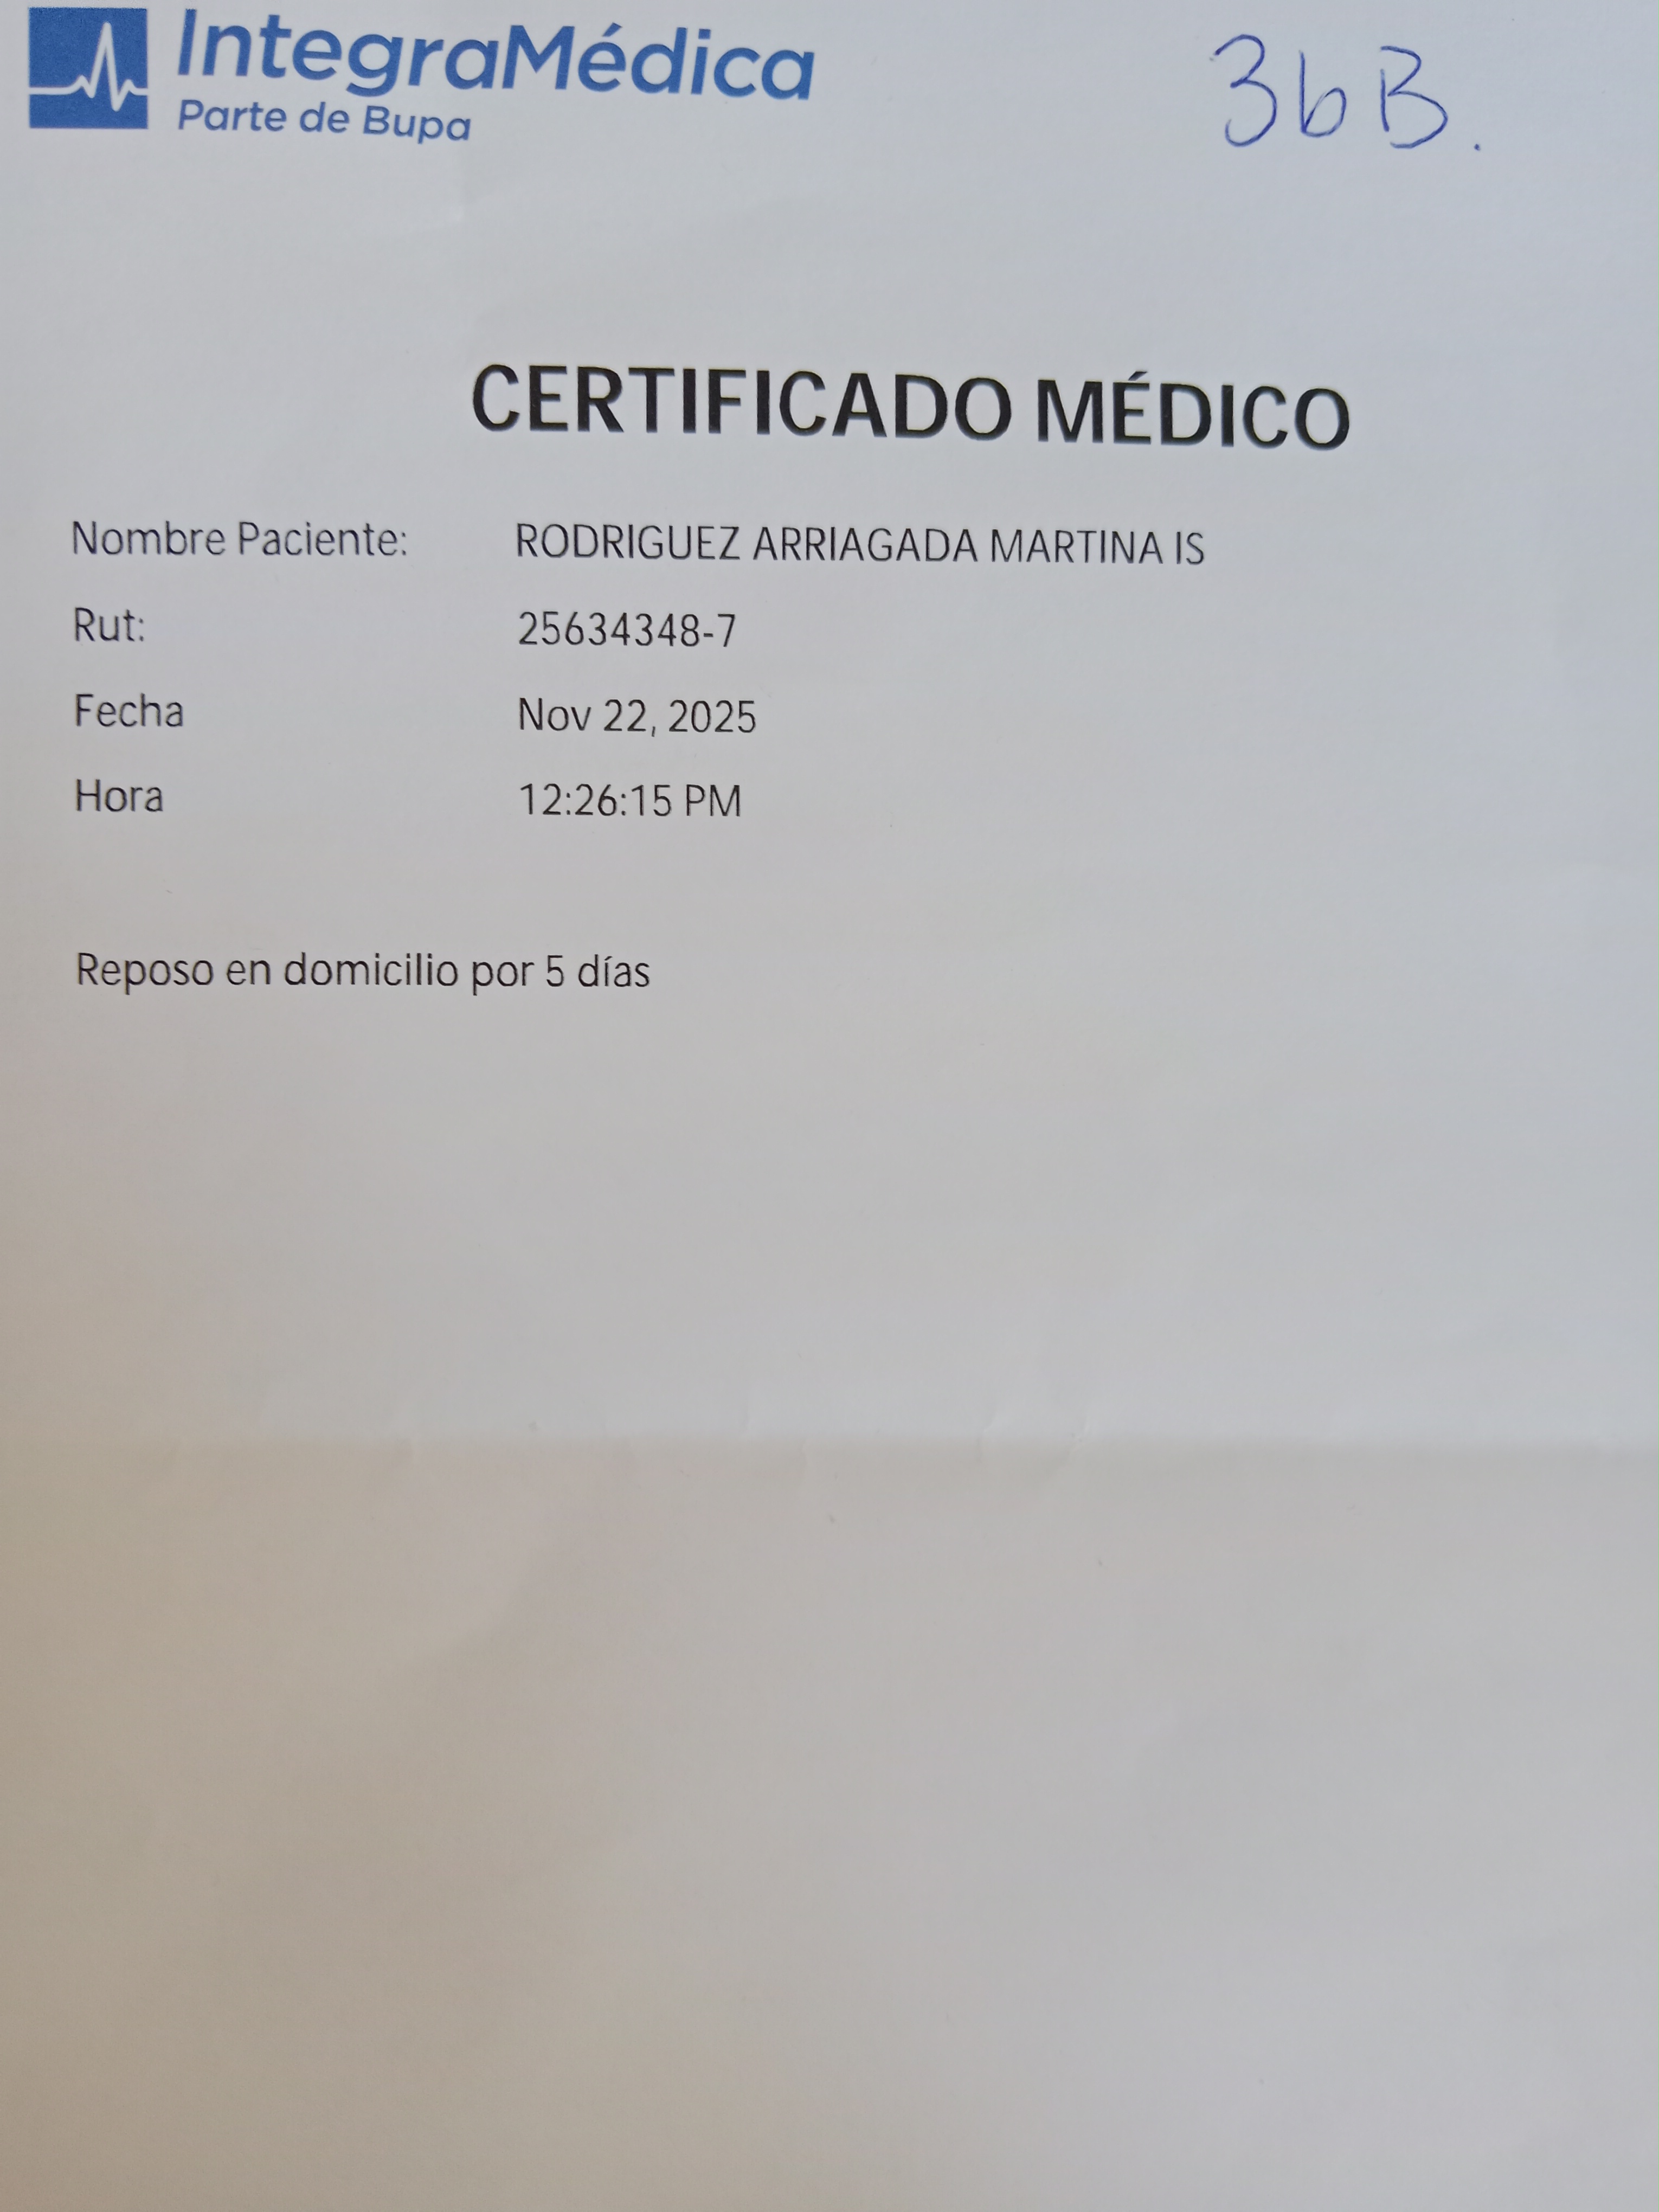 IntegraMédica
Parte de Bupa
3bB.
CERTIFICADO MÉDICO
Nombre Paciente: RODRIGUEZ ARRIAGADA MARTINA IS
Rut: 25634348-7
Fecha Nov 22, 2025
Hora 12:26:15 PM
Reposo en domicilio por 5 días